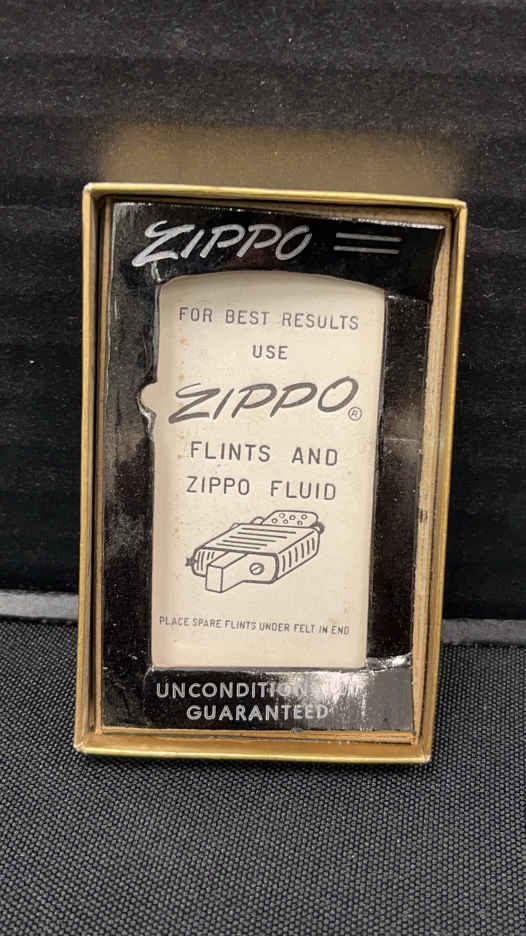 ZIPPO
FOR BEST RESULTS
USE
ZIPPO®
FLINTS AND
ZIPPO FLUID
PLACE SPARE FLINTS UNDER FELT IN END
GUARANTEED